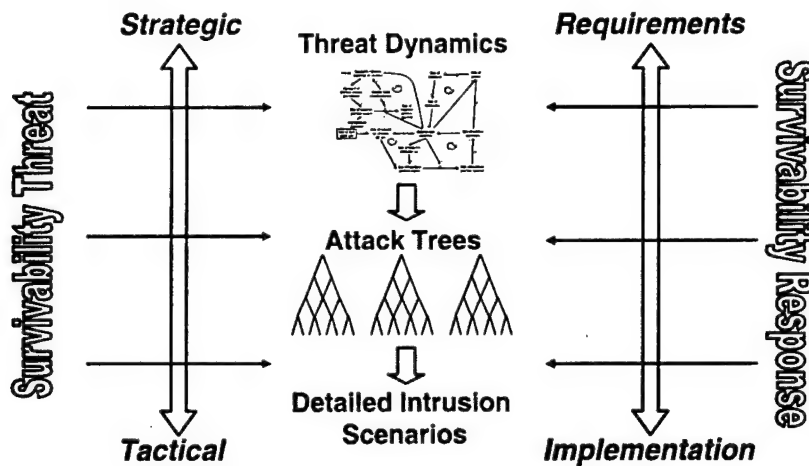 Strategic
Threat Dynamics
Requirements
Survivability Threat
Survivability Response
Attack Trees
Detailed Intrusion
Scenarios
Tactical
Implementation